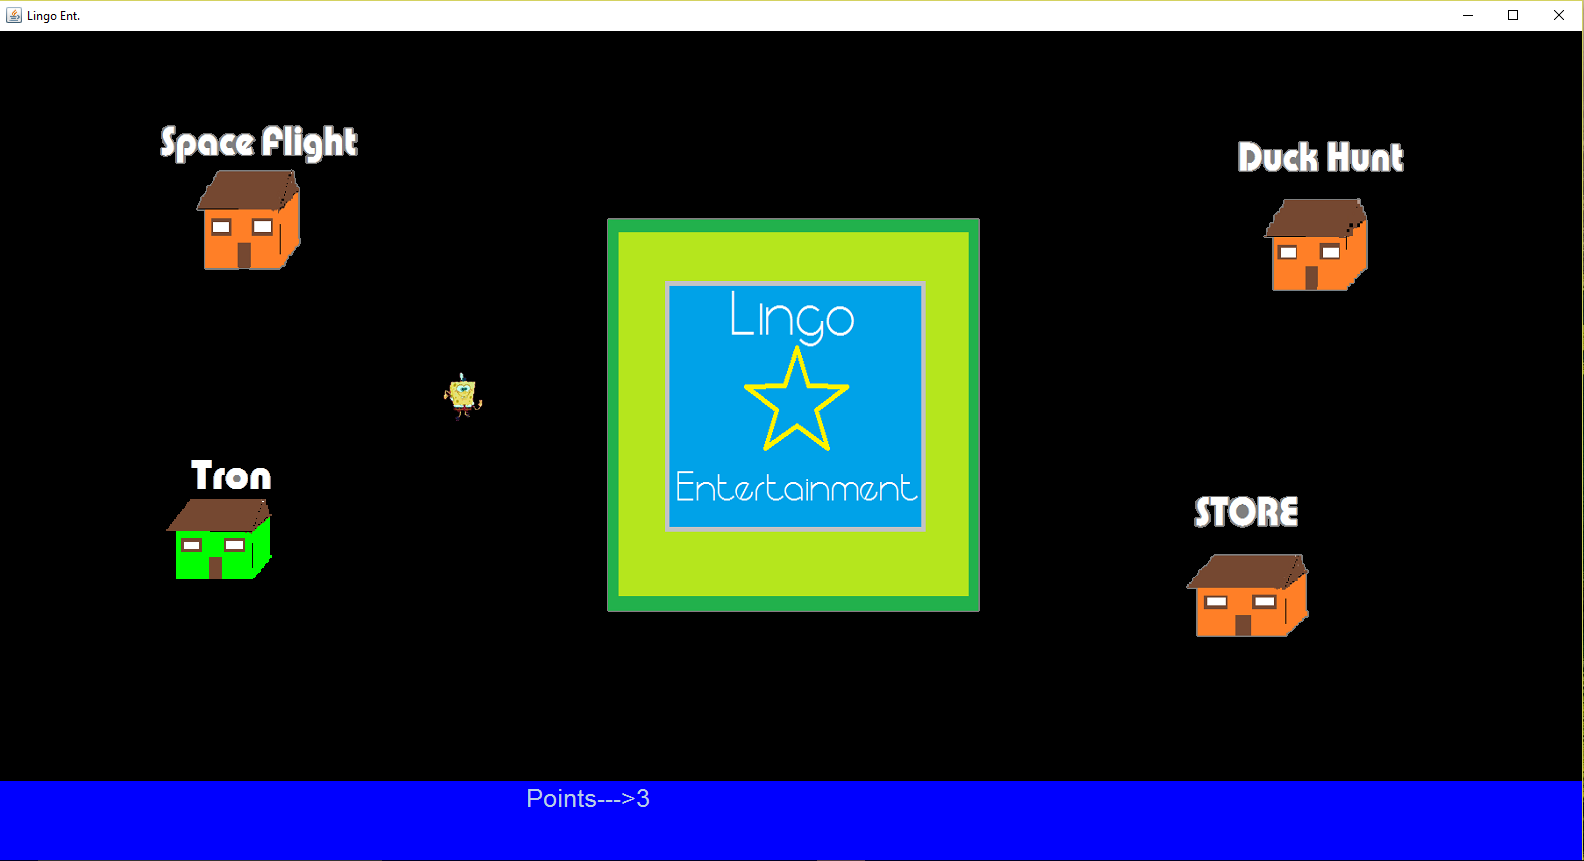 Lingo Ent.
Space Flight
Duck Hunt
Lingo
Entertainment
Tron
STORE
Points--->3